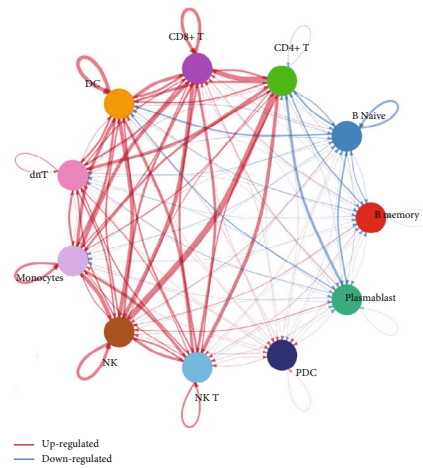 CD8+ T
CD4+ T
DC
B Naive
dnT
B memory
Monocytes
Plasmablast
NK
PDC
NK T
Up-regulated
Down-regulated